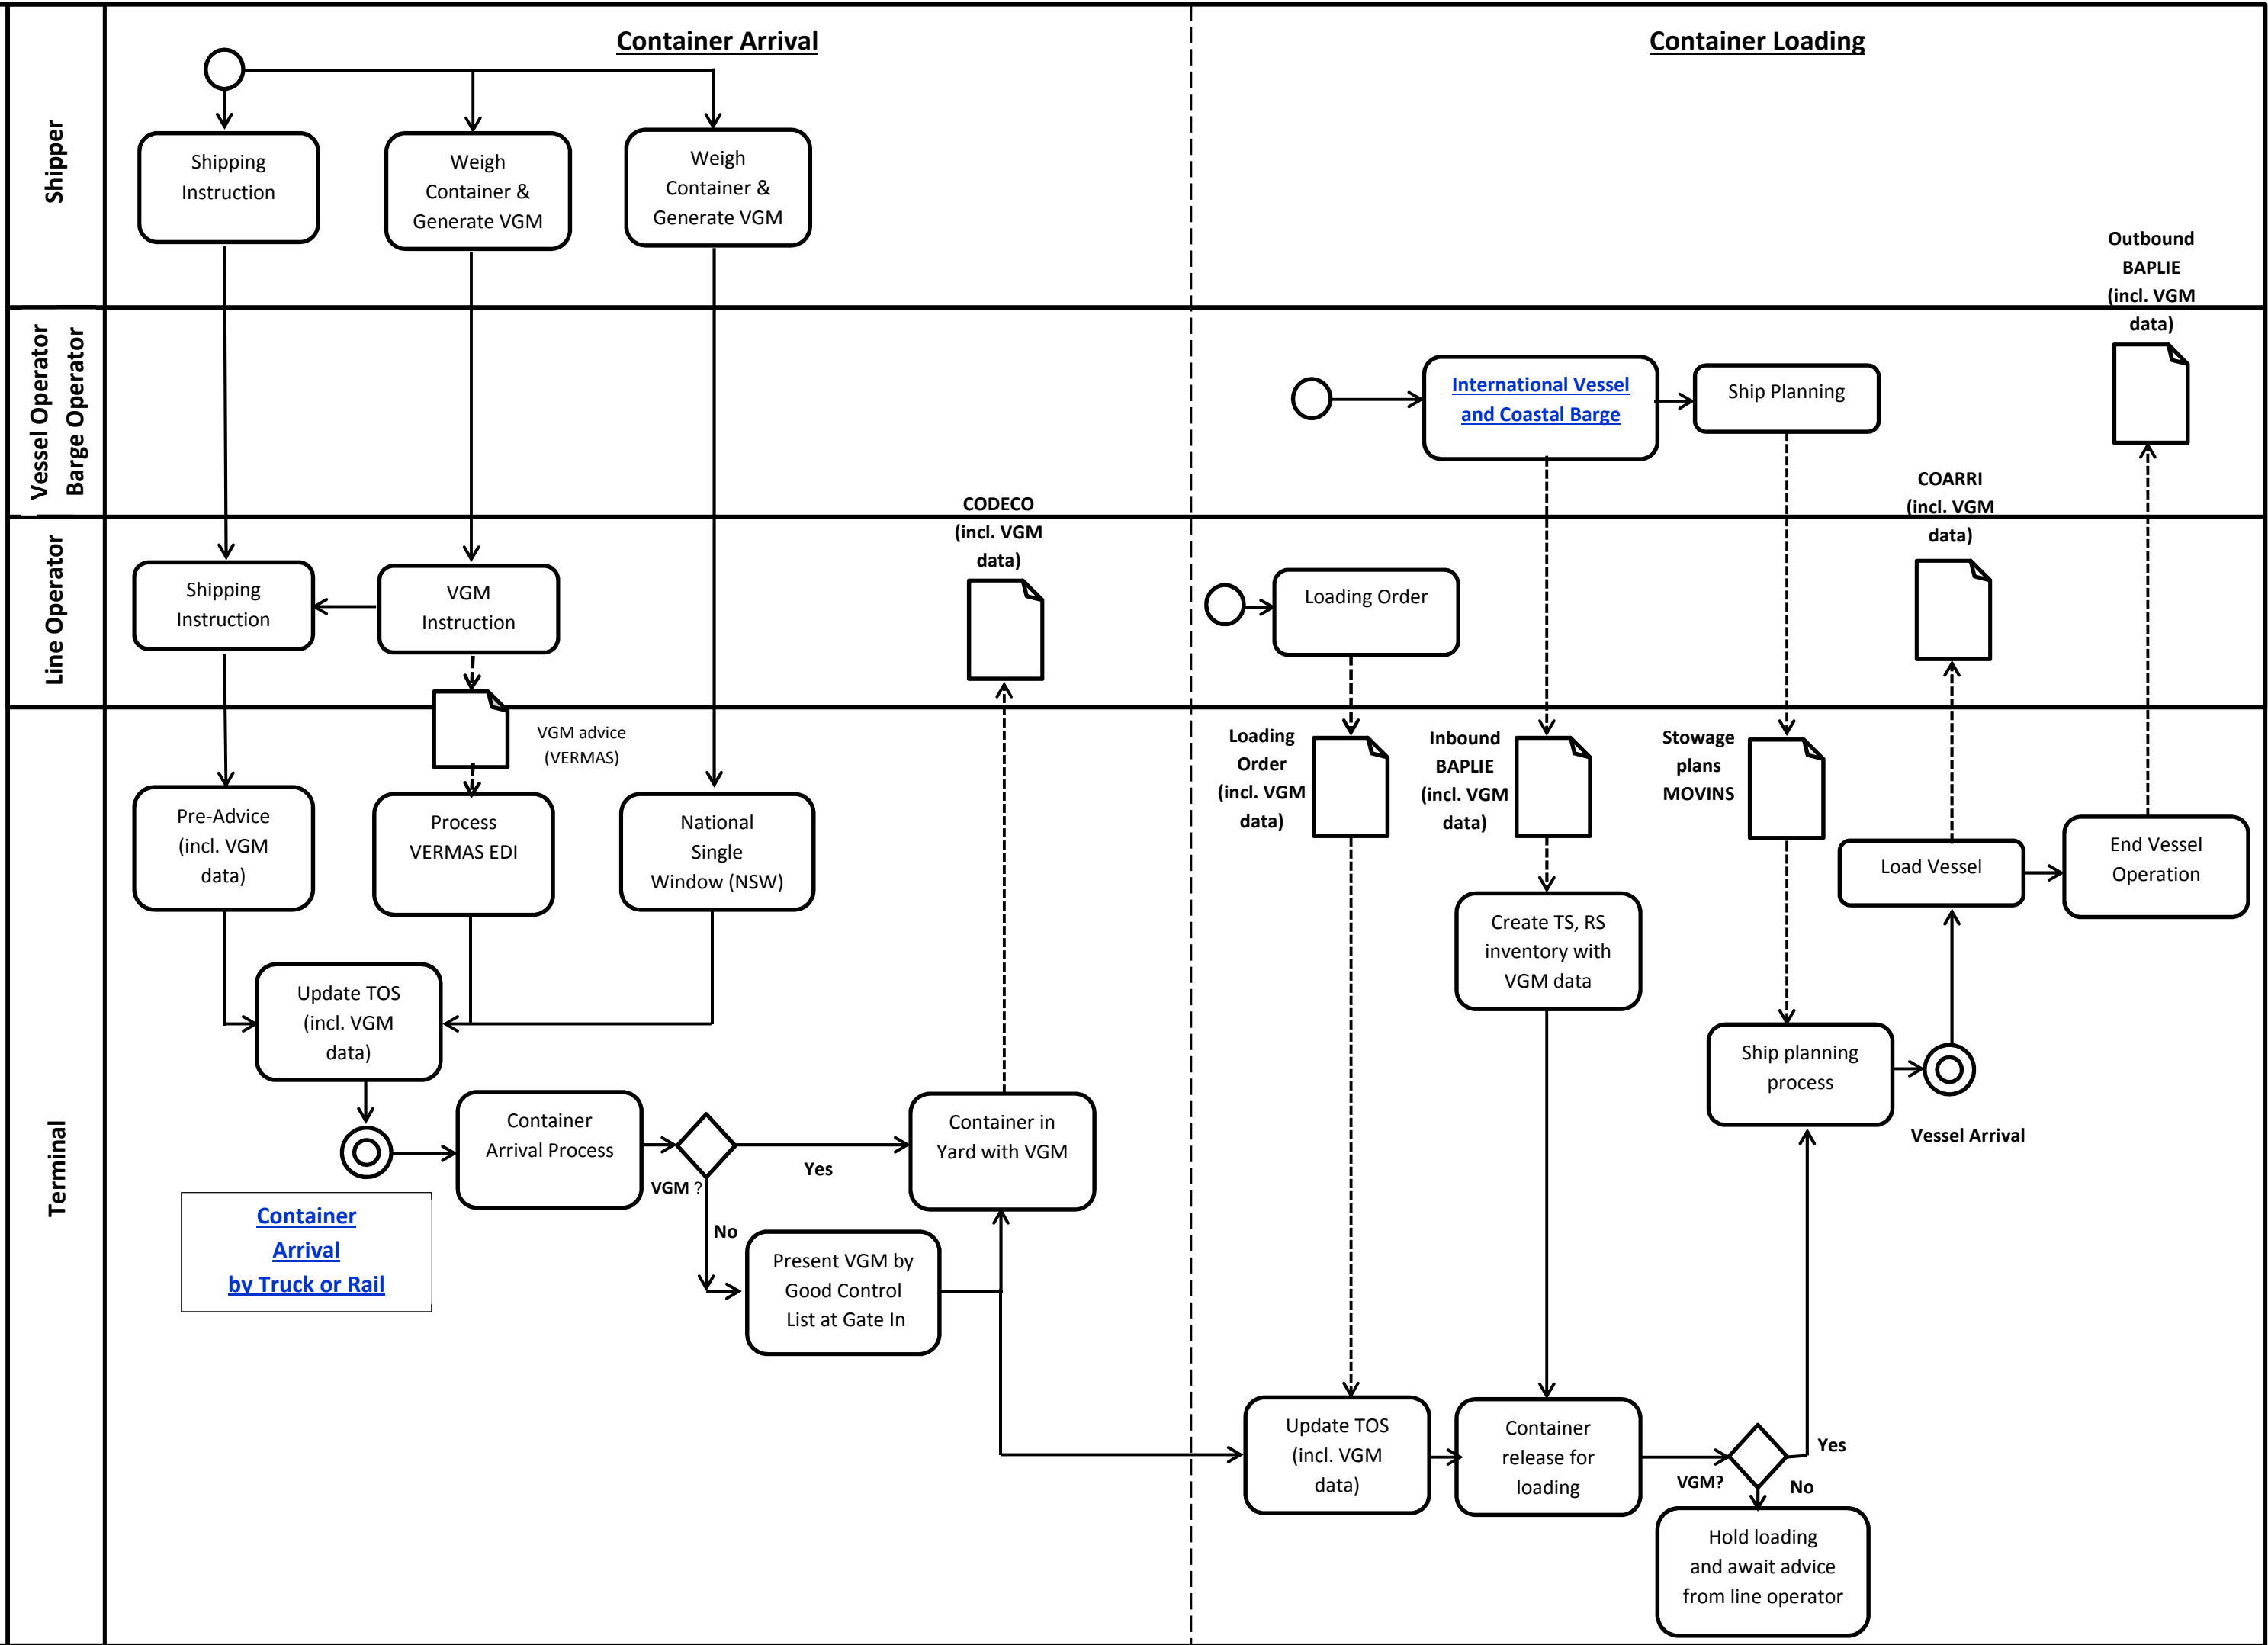 Container Arrival
Container Loading
Shipper
Shipping
Instruction
Weigh
Container &
Generate VGM
Weigh
Container &
Generate VGM
Outbound
BAPLIE
(incl. VGM
data)
Vessel Operator
Barge Operator
International Vessel
and Coastal Barge
Ship Planning
Line Operator
Shipping
Instruction
VGM
Instruction
CODECO
(incl. VGM
data)
Loading Order
COARRI
(incl. VGM
data)
Terminal
VGM advice
(VERMAS)
Loading
Order
(incl. VGM
data)
Inbound
BAPLIE
(incl. VGM
data)
Stowage
plans
MOVINS
Pre-Advice
(incl. VGM
data)
Process
VERMAS EDI
National
Single
Window (NSW)
Load Vessel
End Vessel
Operation
Create TS, RS
inventory with
VGM data
Update TOS
(incl. VGM
data)
Ship planning
process
Vessel Arrival
Container
Arrival Process
VGM ?
Yes
No
Container in
Yard with VGM
Container
Arrival
by Truck or Rail
Present VGM by
Good Control
List at Gate In
Update TOS
(incl. VGM
data)
Container
release for
loading
VGM?
Yes
No
Hold loading
and await advice
from line operator